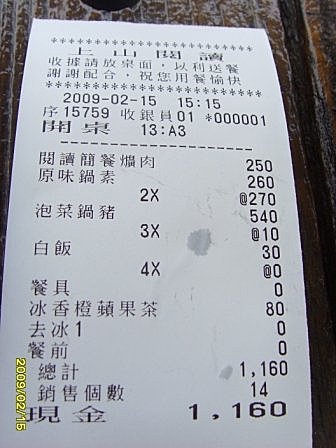 ********************
上山閱讀
收據請放桌面，以利送餐
謝謝配合，祝您用餐愉快
********************
2009-02-15 15:15
序15759 收銀員01 *000001
開桌 13:A3
--------------------
閱讀簡餐爌肉 250
原味鍋素 260
2X @270
泡菜鍋豬 540
3X @10
白飯 30
4X @0
餐具 0
冰香橙蘋果茶 80
去冰1 0
餐前 0
總計 1,160
銷售個數 14
現金 1,160
2009/02/15